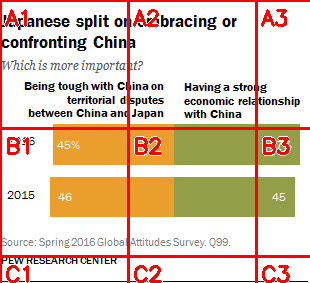 Japanese split on embracing or
confronting China
Which is more important?
Being tough with China on
territorial disputes
between China and Japan
Having a strong
economic relationship
with China
A1 A2 A3
45%
B1 B2 B3
2015 46 45
Source: Spring 2016 Global Attitudes Survey. Q99.
PEW RESEARCH CENTER
C1 C2 C3